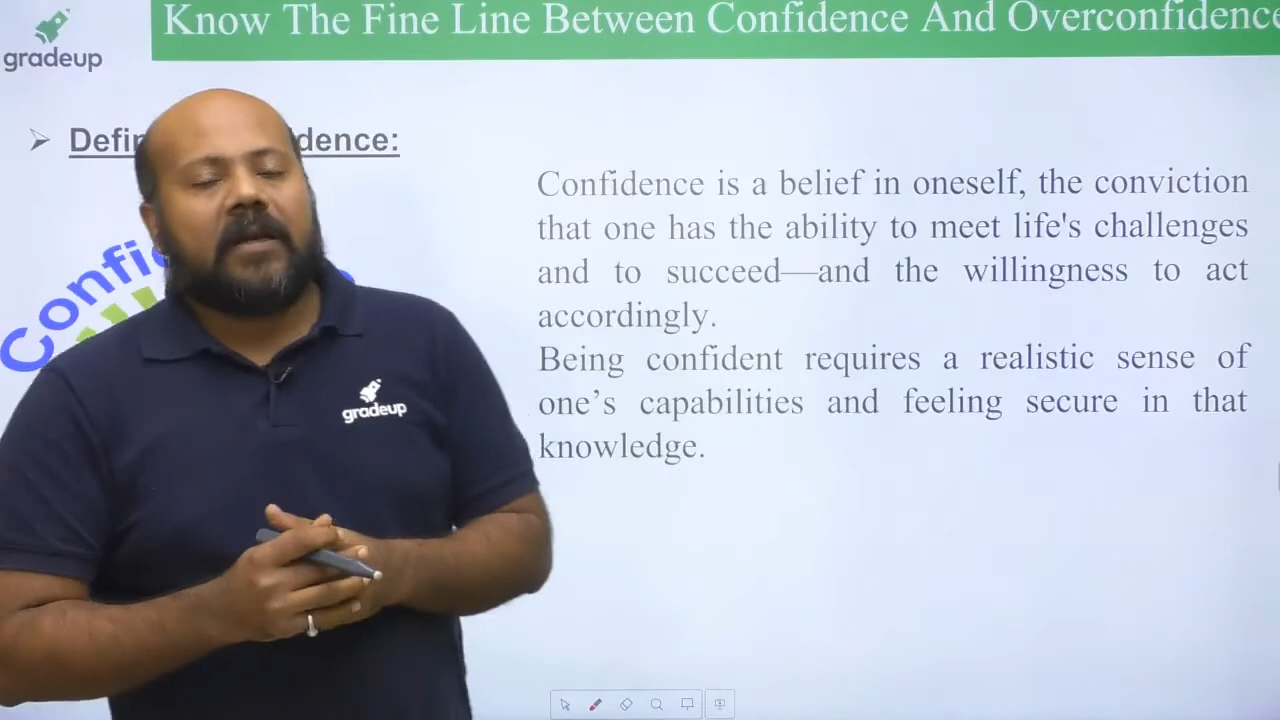 Know The Fine Line Between Confidence And Overconfidence
gradeup
Confidence is a belief in oneself, the conviction
that one has the ability to meet life's challenges
and to succeed—and the willingness to act
accordingly.
Being confident requires a realistic sense of
one’s capabilities and feeling secure in that
knowledge.
gradeup